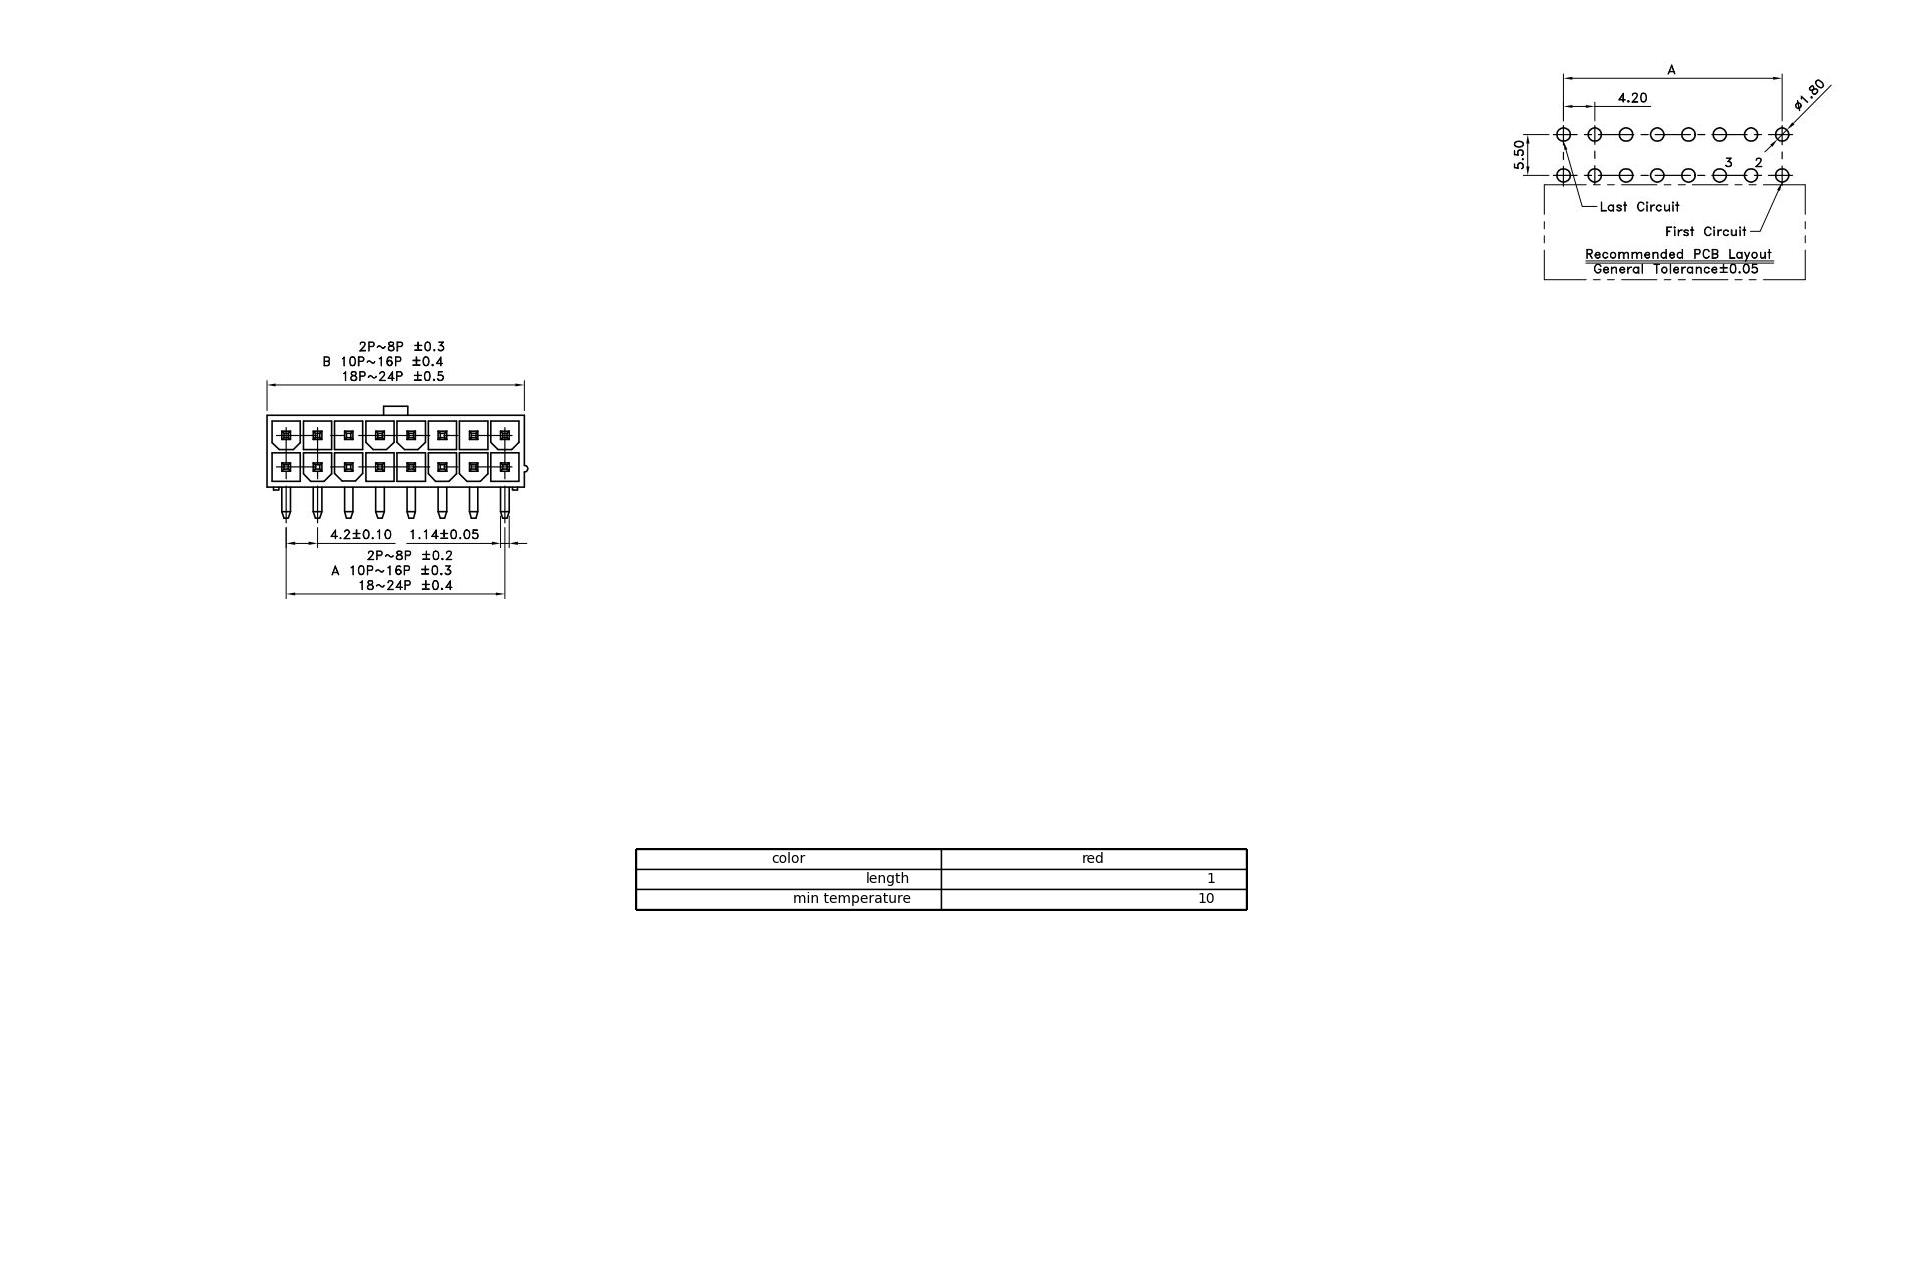 A
4.20
ø1.80
5.50
3 2
Last Circuit
First Circuit
Recommended PCB Layout
General Tolerance±0.05
2P~8P ±0.3
B 10P~16P ±0.4
18P~24P ±0.5
4.2±0.10 1.14±0.05
2P~8P ±0.2
A 10P~16P ±0.3
18~24P ±0.4
color red
length 1
min temperature 10